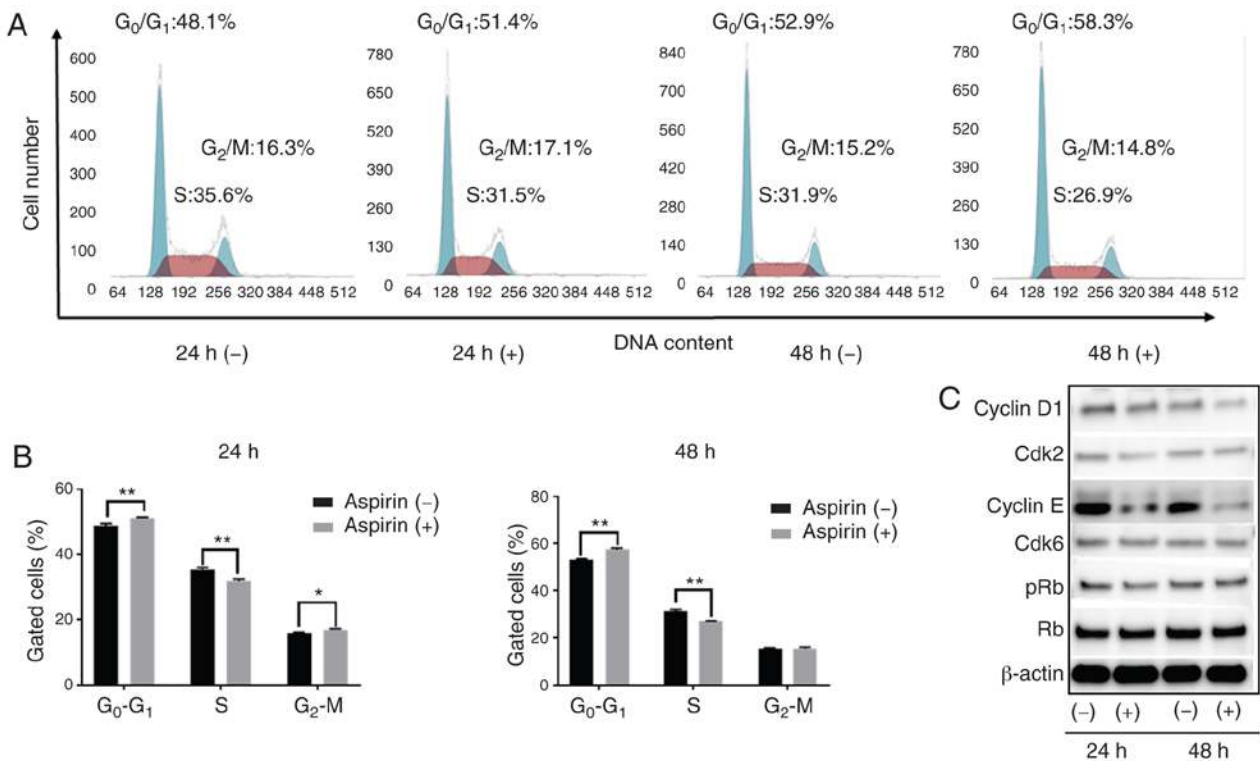 A
G₀/G₁:48.1%
G₀/G₁:51.4%
G₀/G₁:52.9%
G₀/G₁:58.3%
Cell number
600
500
400
300
200
100
0
G₂/M:16.3%
S:35.6%
64 128 192 256 320 384 448 512
780
650
520
390
260
130
0
G₂/M:17.1%
S:31.5%
64 128 192 256 320 384 448 512
840
700
560
420
280
140
0
G₂/M:15.2%
S:31.9%
64 128 192 256 320 384 448 512
780
650
520
390
260
130
0
G₂/M:14.8%
S:26.9%
64 128 192 256 320 384 448 512
DNA content
24 h (–)
24 h (+)
48 h (–)
48 h (+)
B
24 h
Gated cells (%)
60
40
20
0
**
**
*
Aspirin (–)
Aspirin (+)
G₀-G₁ S G₂-M
48 h
Gated cells (%)
80
60
40
20
0
**
**
Aspirin (–)
Aspirin (+)
G₀-G₁ S G₂-M
C
Cyclin D1
Cdk2
Cyclin E
Cdk6
pRb
Rb
β-actin
(–) (+) (–) (+)
24 h 48 h